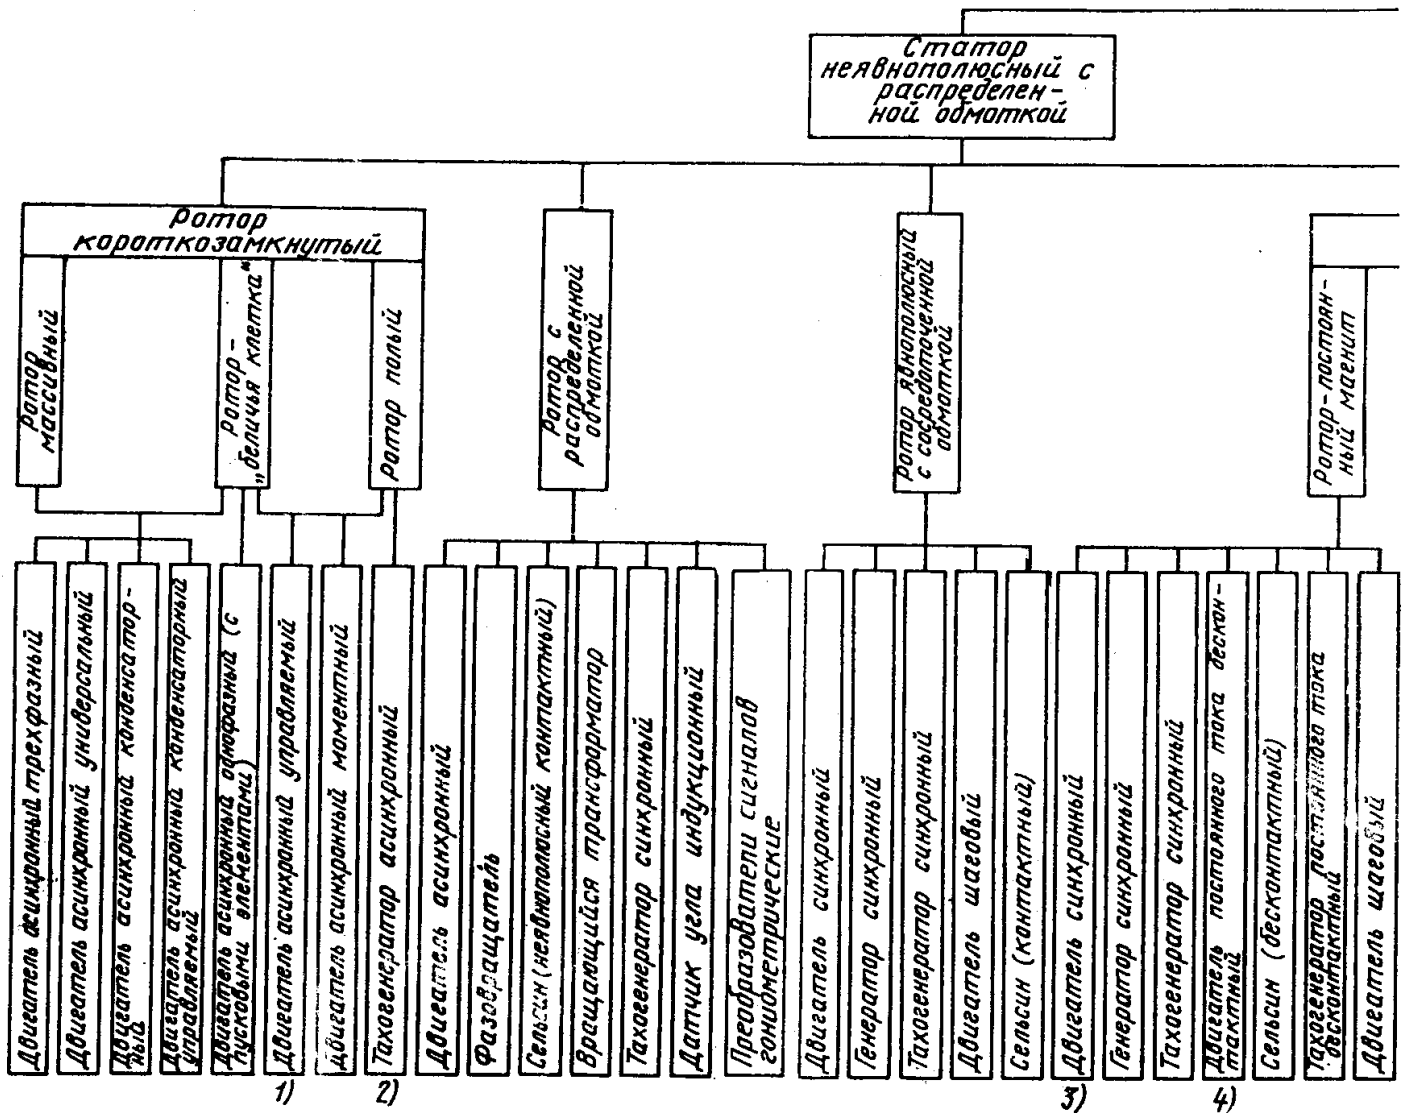 Статор
неявнополюсный с
распределен-
ной обмоткой
Ротор
короткозамкнутый
Ротор
массивный
Ротор-
„беличья клетка"
Ротор полый
Ротор с
распределенной
обмоткой
Ротор явнополюсный
с сосредоточенной
обмоткой
Ротор-постоян-
ный магнит
Двигатель асинхронный трехфазный
Двигатель асинхронный универсальный
Двигатель асинхронный конденсатор-
ный
Двигатель асинхронный конденсаторный
управляемый
Двигатель асинхронный однофазный (с
пусковыми элементами)
Двигатель асинхронный управляемый
Двигатель асинхронный моментный
Тахогенератор асинхронный
Двигатель асинхронный
Фазовращатель
Сельсин (неявнополюсный контактный)
Вращающийся трансформатор
Тахогенератор синхронный
Датчик угла индукционный
Преобразователи сигналов
гониометрические
Двигатель синхронный
Генератор синхронный
Тахогенератор синхронный
Двигатель шаговый
Сельсин (контактный)
Двигатель синхронный
Генератор синхронный
Тахогенератор синхронный
Двигатель постоянного тока бескон-
тактный
Сельсин (бесконтактный)
Тахогенератор постоянного тока
бесконтактный
Двигатель шаговый
1)
2)
3)
4)